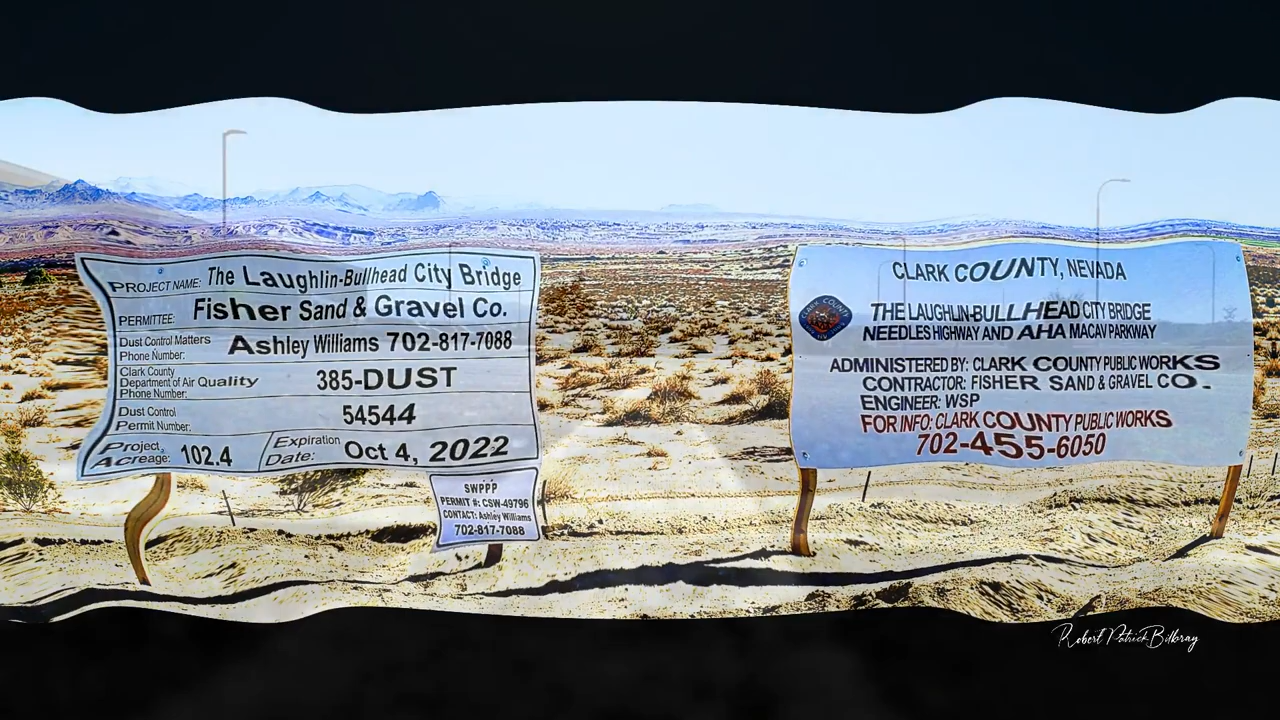 PROJECT NAME: The Laughlin-Bullhead City Bridge
PERMITTEE: Fisher Sand & Gravel Co.
Dust Control Matters
Phone Number: Ashley Williams 702-817-7088
Clark County
Department of Air Quality
Phone Number: 385-DUST
Dust Control
Permit Number: 54544
Project Acreage: 102.4 Expiration Date: Oct 4, 2022
SWPPP
PERMIT #: CSW-49796
CONTACT: Ashley Williams
702-817-7088
CLARK COUNTY, NEVADA
THE LAUGHLIN-BULLHEAD CITY BRIDGE
NEEDLES HIGHWAY AND AHA MACAV PARKWAY
ADMINISTERED BY: CLARK COUNTY PUBLIC WORKS
CONTRACTOR: FISHER SAND & GRAVEL CO.
ENGINEER: WSP
FOR INFO: CLARK COUNTY PUBLIC WORKS
702-455-6050
Robert Patrick Bilbray